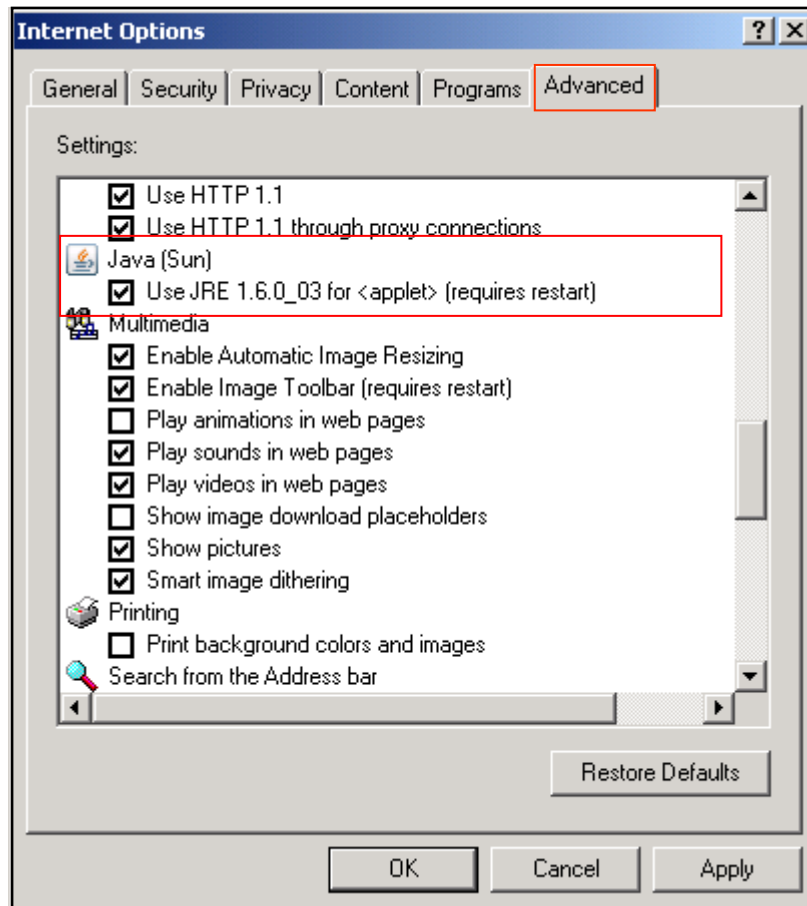 Internet Options
General Security Privacy Content Programs Advanced
Settings:
Use HTTP 1.1
Use HTTP 1.1 through proxy connections
Java (Sun)
Use JRE 1.6.0_03 for <applet> (requires restart)
Multimedia
Enable Automatic Image Resizing
Enable Image Toolbar (requires restart)
Play animations in web pages
Play sounds in web pages
Play videos in web pages
Show image download placeholders
Show pictures
Smart image dithering
Printing
Print background colors and images
Search from the Address bar
Restore Defaults
OK Cancel Apply